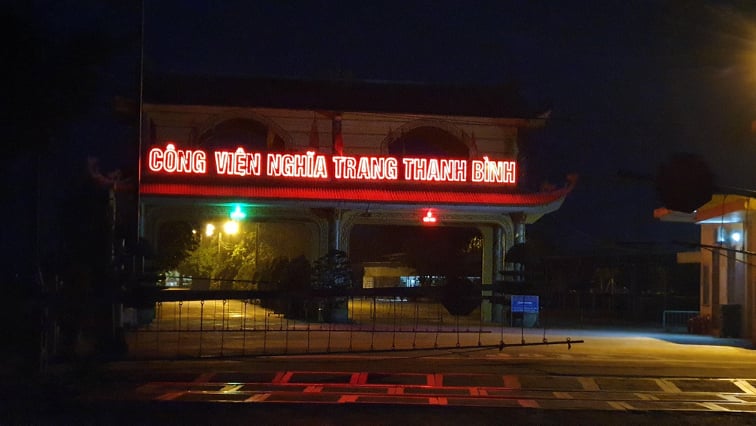 CÔNG VIÊN NGHĨA TRANG THANH BÌNH